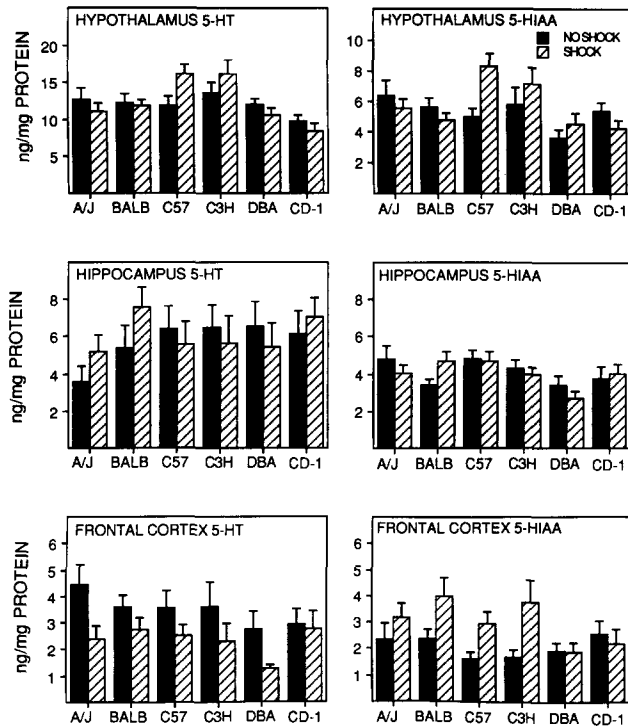 HYPOTHALAMUS 5-HT
ng/mg PROTEIN
20
15
10
5
A/J BALB C57 C3H DBA CD-1
HYPOTHALAMUS 5-HIAA
NO SHOCK
SHOCK
10
8
6
4
2
A/J BALB C57 C3H DBA CD-1
HIPPOCAMPUS 5-HT
ng/mg PROTEIN
8
6
4
2
A/J BALB C57 C3H DBA CD-1
HIPPOCAMPUS 5-HIAA
8
6
4
2
A/J BALB C57 C3H DBA CD-1
FRONTAL CORTEX 5-HT
ng/mg PROTEIN
6
5
4
3
2
1
A/J BALB C57 C3H DBA CD-1
FRONTAL CORTEX 5-HIAA
6
5
4
3
2
1
A/J BALB C57 C3H DBA CD-1